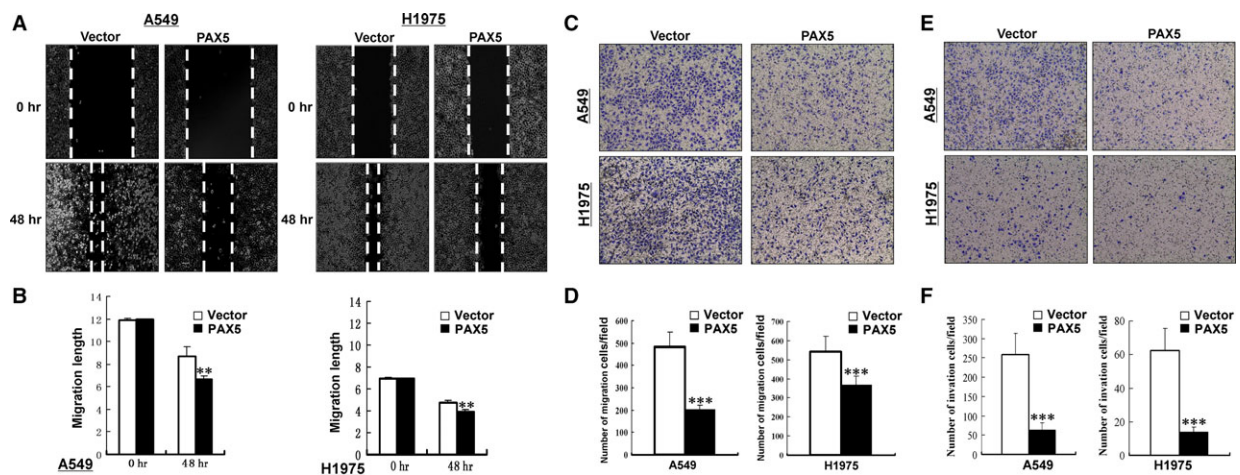 A
A549
H1975
Vector
PAX5
Vector
PAX5
0 hr
0 hr
48 hr
48 hr
B
Migration length
14
12
10
8
6
4
2
0
Vector
PAX5
**
0 hr
48 hr
A549
Migration length
14
12
10
8
6
4
2
0
Vector
PAX5
**
0 hr
48 hr
H1975
C
Vector
PAX5
A549
H1975
D
Number of migration cells/field
600
500
400
300
200
100
0
Vector
PAX5
***
A549
Number of migration cells/field
700
600
500
400
300
200
100
0
Vector
PAX5
***
H1975
E
Vector
PAX5
A549
H1975
F
Number of invation cells/field
350
300
250
200
150
100
50
0
Vector
PAX5
***
A549
Number of invation cells/field
80
60
40
20
0
Vector
PAX5
***
H1975